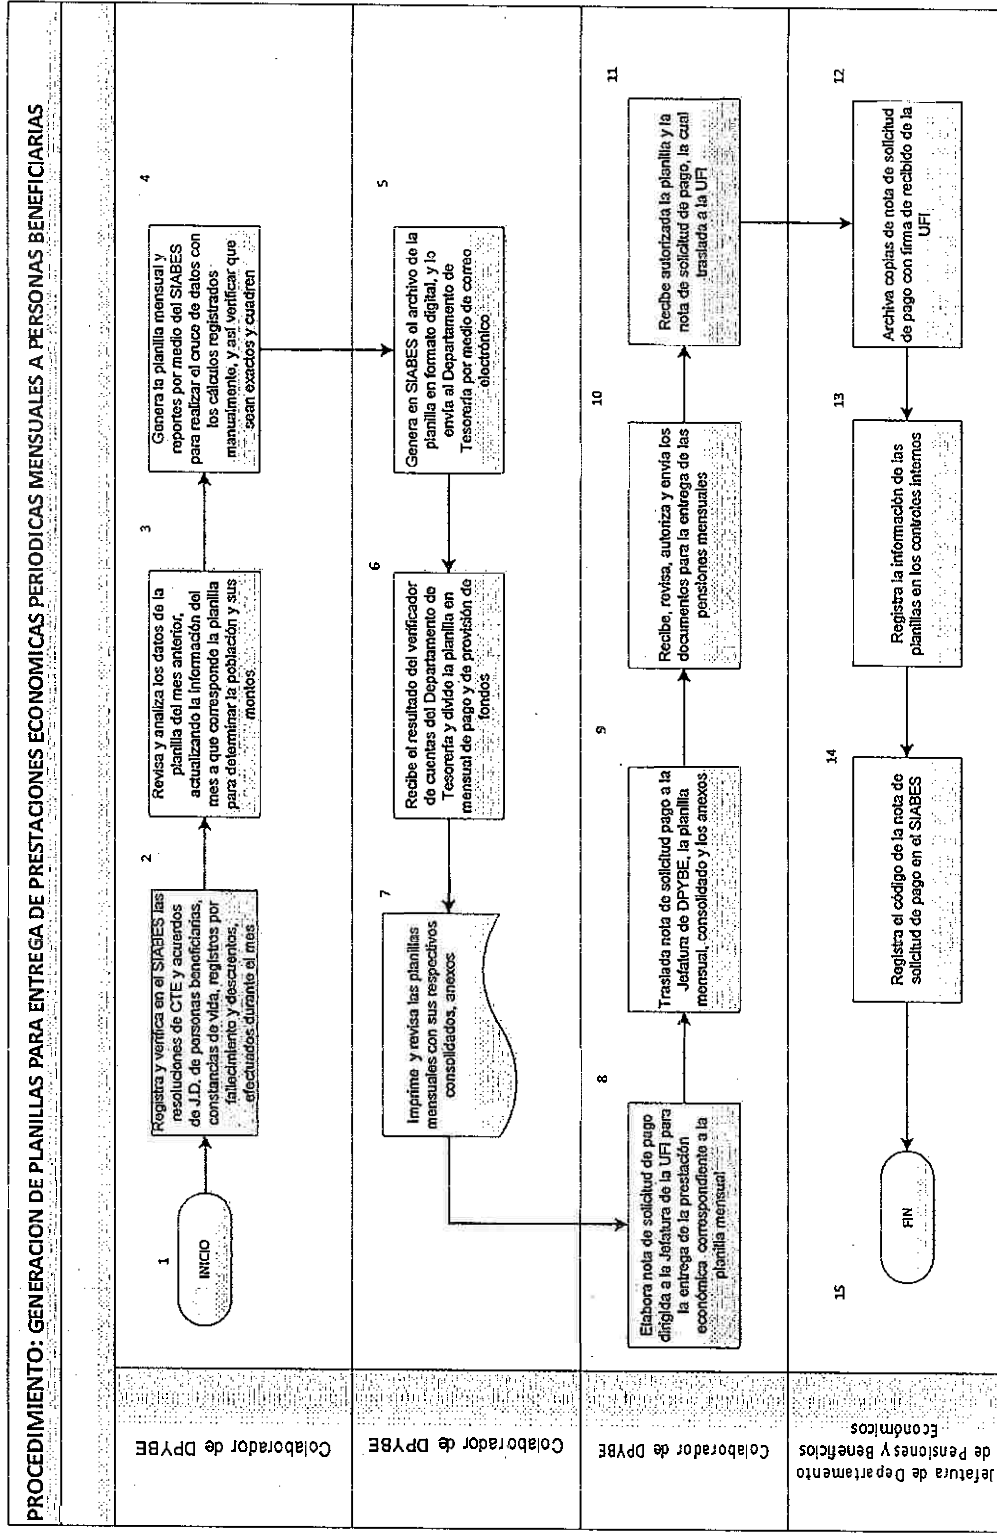 PROCEDIMIENTO: GENERACION DE PLANILLAS PARA ENTREGA DE PRESTACIONES ECONOMICAS PERIODICAS MENSUALES A PERSONAS BENEFICIARIAS
Colaborador de DPYBE
1
INICIO
2
Registra y verifica en el SIABES las
resoluciones de CTE y acuerdos
de J.D. de personas beneficiarias,
constancias de vida, registros por
fallecimiento y descuentos,
efectuados durante el mes
3
Revisa y analiza los datos de la
planilla del mes anterior,
actualizando la información del
mes a que corresponde la planilla
para determinar la población y sus
montos
4
Genera la planilla mensual y
reportes por medio del SIABES
para realizar el cruce de datos con
los cálculos registrados
manualmente, y así verificar que
sean exactos y cuadren
Colaborador de DPYBE
5
Genera en SIABES el archivo de la
planilla en formato digital, y lo
envía al Departamento de
Tesorería por medio de correo
electrónico
6
Recibe el resultado del verificador
de cuentas del Departamento de
Tesorería y divide la planilla en
mensual de pago y de provisión de
fondos
7
Imprime y revisa las planillas
mensuales con sus respectivos
consolidados, anexos
Colaborador de DPYBE
8
Elabora nota de solicitud de pago
dirigida a la Jefatura de la UFI para
la entrega de la prestación
económica correspondiente a la
planilla mensual
9
Traslada nota de solicitud pago a la
Jefatura de DPYBE, la planilla
mensual, consolidado y los anexos
10
Recibe, revisa, autoriza y envía los
documentos para la entrega de las
pensiones mensuales
11
Recibe autorizada la planilla y la
nota de solicitud de pago, la cual
traslada a la UFI
Jefatura de Departamento
de Pensiones y Beneficios
Económicos
12
Archiva copias de nota de solicitud
de pago con firma de recibido de la
UFI
13
Registra la información de las
planillas en los controles internos
14
Registra el código de la nota de
solicitud de pago en el SIABES
15
FIN